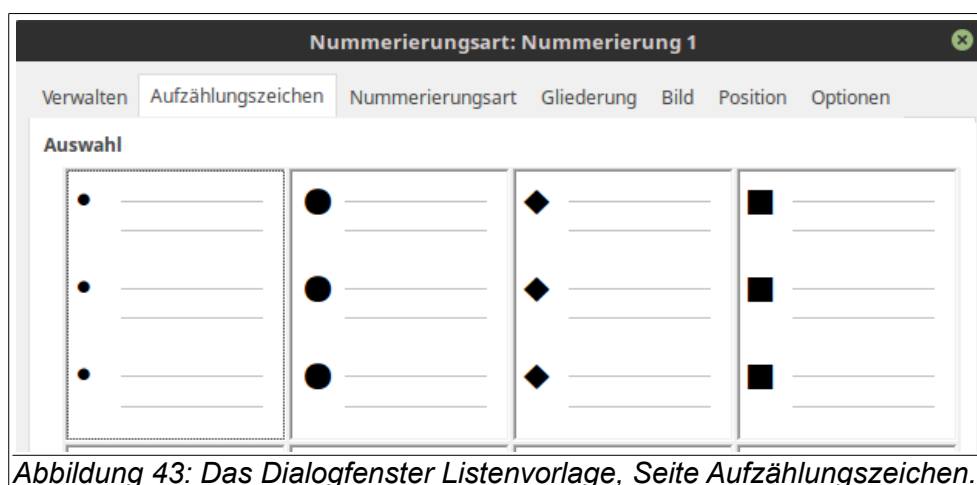 Nummerierungsart: Nummerierung 1
Verwalten Aufzählungszeichen Nummerierungsart Gliederung Bild Position Optionen
Auswahl
Abbildung 43: Das Dialogfenster Listenvorlage, Seite Aufzählungszeichen.